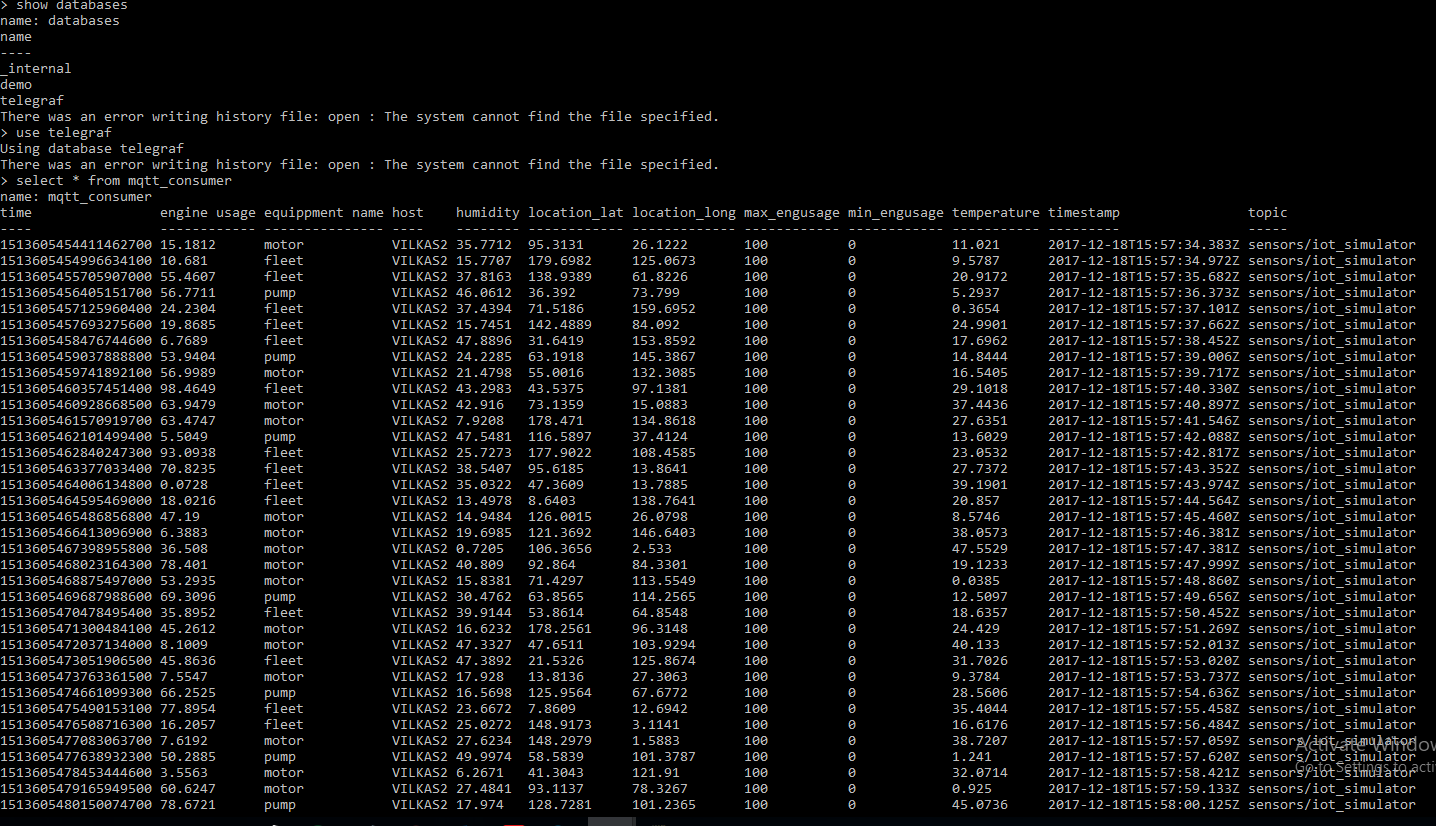 > show databases
name: databases
name
----
_internal
demo
telegraf
There was an error writing history file: open : The system cannot find the file specified.
> use telegraf
Using database telegraf
There was an error writing history file: open : The system cannot find the file specified.
> select * from mqtt_consumer
name: mqtt_consumer
time engine usage equippment name host humidity location_lat location_long max_engusage min_engusage temperature timestamp topic
---- ------------ --------------- ---- -------- ------------ ------------- ------------ ------------ ----------- --------- -----
1513605454411462700 15.1812 motor VILKAS2 35.7712 95.3131 26.1222 100 0 11.021 2017-12-18T15:57:34.383Z sensors/iot_simulator
1513605454996634100 10.681 fleet VILKAS2 15.7707 179.6982 125.0673 100 0 9.5787 2017-12-18T15:57:34.972Z sensors/iot_simulator
1513605455705907000 55.4607 fleet VILKAS2 37.8163 138.9389 61.8226 100 0 20.9172 2017-12-18T15:57:35.682Z sensors/iot_simulator
1513605456405151700 56.7711 pump VILKAS2 46.0612 36.392 73.799 100 0 5.2937 2017-12-18T15:57:36.373Z sensors/iot_simulator
1513605457125960400 24.2304 fleet VILKAS2 37.4394 71.5186 159.6952 100 0 0.3654 2017-12-18T15:57:37.101Z sensors/iot_simulator
1513605457693275600 19.8685 fleet VILKAS2 15.7451 142.4889 84.092 100 0 24.9901 2017-12-18T15:57:37.662Z sensors/iot_simulator
1513605458476744600 6.7689 fleet VILKAS2 47.8896 31.6419 153.8592 100 0 17.6962 2017-12-18T15:57:38.452Z sensors/iot_simulator
1513605459037888800 53.9404 pump VILKAS2 24.2285 63.1918 145.3867 100 0 14.8444 2017-12-18T15:57:39.006Z sensors/iot_simulator
1513605459741892100 56.9989 motor VILKAS2 21.4798 55.0016 132.3085 100 0 16.5405 2017-12-18T15:57:39.717Z sensors/iot_simulator
1513605460357451400 98.4649 fleet VILKAS2 43.2983 43.5375 97.1381 100 0 29.1018 2017-12-18T15:57:40.330Z sensors/iot_simulator
1513605460928668500 63.9479 motor VILKAS2 42.916 73.1359 15.0883 100 0 37.4436 2017-12-18T15:57:40.897Z sensors/iot_simulator
1513605461570919700 63.4747 motor VILKAS2 7.9208 178.471 134.8618 100 0 27.6351 2017-12-18T15:57:41.546Z sensors/iot_simulator
1513605462101499400 5.5049 pump VILKAS2 47.5481 116.5897 37.4124 100 0 13.6029 2017-12-18T15:57:42.088Z sensors/iot_simulator
1513605462840247300 93.0938 fleet VILKAS2 25.7273 177.9022 108.4585 100 0 23.0532 2017-12-18T15:57:42.817Z sensors/iot_simulator
1513605463377033400 70.8235 fleet VILKAS2 38.5407 95.6185 13.8641 100 0 27.7372 2017-12-18T15:57:43.352Z sensors/iot_simulator
1513605464006134800 0.0728 fleet VILKAS2 35.0322 47.3609 13.7885 100 0 39.1901 2017-12-18T15:57:43.974Z sensors/iot_simulator
1513605464595469000 18.0216 fleet VILKAS2 13.4978 8.6403 138.7641 100 0 20.857 2017-12-18T15:57:44.564Z sensors/iot_simulator
1513605465486856800 47.19 motor VILKAS2 14.9484 126.0015 26.0798 100 0 8.5746 2017-12-18T15:57:45.460Z sensors/iot_simulator
1513605466413096900 6.3883 motor VILKAS2 19.6985 121.3692 146.6403 100 0 38.0573 2017-12-18T15:57:46.381Z sensors/iot_simulator
1513605467398955800 36.508 motor VILKAS2 0.7205 106.3656 2.533 100 0 47.5529 2017-12-18T15:57:47.381Z sensors/iot_simulator
1513605468023164300 78.401 motor VILKAS2 40.809 92.864 84.3301 100 0 19.1233 2017-12-18T15:57:47.999Z sensors/iot_simulator
1513605468875497000 53.2935 motor VILKAS2 15.8381 71.4297 113.5549 100 0 0.0385 2017-12-18T15:57:48.860Z sensors/iot_simulator
1513605469687988600 69.3096 pump VILKAS2 30.4762 63.8565 114.2565 100 0 12.5097 2017-12-18T15:57:49.656Z sensors/iot_simulator
1513605470478495400 35.8952 fleet VILKAS2 39.9144 53.8614 64.8548 100 0 18.6357 2017-12-18T15:57:50.452Z sensors/iot_simulator
1513605471300484100 45.2612 motor VILKAS2 16.6232 178.2561 96.3148 100 0 24.429 2017-12-18T15:57:51.269Z sensors/iot_simulator
1513605472037134000 8.1009 motor VILKAS2 47.3327 47.6511 103.9294 100 0 40.133 2017-12-18T15:57:52.013Z sensors/iot_simulator
1513605473051906500 45.8636 fleet VILKAS2 47.3892 21.5326 125.8674 100 0 31.7026 2017-12-18T15:57:53.020Z sensors/iot_simulator
1513605473763361500 7.5547 motor VILKAS2 17.928 13.8136 27.3063 100 0 9.3784 2017-12-18T15:57:53.737Z sensors/iot_simulator
1513605474661099300 66.2525 pump VILKAS2 16.5698 125.9564 67.6772 100 0 28.5606 2017-12-18T15:57:54.636Z sensors/iot_simulator
1513605475490153100 77.8954 fleet VILKAS2 23.6672 7.8609 12.6942 100 0 35.4044 2017-12-18T15:57:55.458Z sensors/iot_simulator
1513605476508716300 16.2057 fleet VILKAS2 25.0272 148.9173 3.1141 100 0 16.6176 2017-12-18T15:57:56.484Z sensors/iot_simulator
1513605477083063700 7.6192 motor VILKAS2 27.6234 148.2979 1.5883 100 0 38.7207 2017-12-18T15:57:57.059Z sensors/iot_simulator
1513605477638932300 50.2885 pump VILKAS2 49.9974 58.5839 101.3787 100 0 1.241 2017-12-18T15:57:57.620Z sensors/iot_simulator
1513605478453444600 3.5563 motor VILKAS2 6.2671 41.3043 121.91 100 0 32.0714 2017-12-18T15:57:58.421Z sensors/iot_simulator
1513605479165949500 60.6247 motor VILKAS2 27.4841 93.1137 78.3267 100 0 0.925 2017-12-18T15:57:59.133Z sensors/iot_simulator
1513605480150074700 78.6721 pump VILKAS2 17.974 128.7281 101.2365 100 0 45.0736 2017-12-18T15:58:00.125Z sensors/iot_simulator
Activate Window
Go to Settings to acti